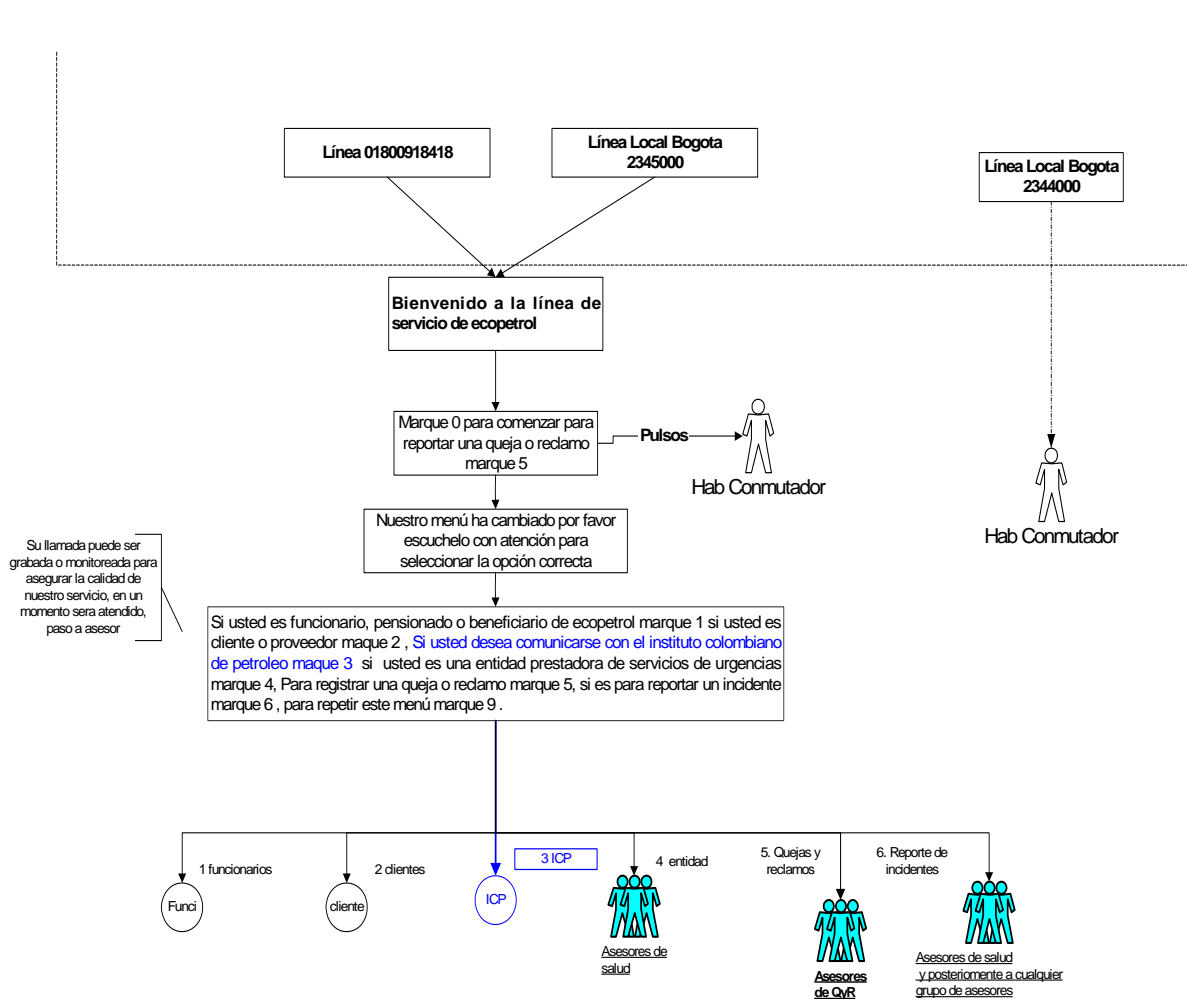 Línea 01800918418
Línea Local Bogota
2345000
Línea Local Bogota
2344000
Bienvenido a la línea de
servicio de ecopetrol
Marque 0 para comenzar para
reportar una queja o reclamo
marque 5
Pulsos
Hab Conmutador
Hab Conmutador
Nuestro menú ha cambiado por favor
escuchelo con atención para
seleccionar la opción correcta
Su llamada puede ser
grabada o monitoreada para
asegurar la calidad de
nuestro servicio, en un
momento sera atendido,
paso a asesor
Si usted es funcionario, pensionado o beneficiario de ecopetrol marque 1 si usted es
cliente o proveedor maque 2 , Si usted desea comunicarse con el instituto colombiano
de petroleo maque 3 si usted es una entidad prestadora de servicios de urgencias
marque 4, Para registrar una queja o reclamo marque 5, si es para reportar un incidente
marque 6 , para repetir este menú marque 9 .
1 funcionarios
Funci
2 clientes
cliente
3 ICP
ICP
4 entidad
Asesores de
salud
5. Quejas y
reclamos
Asesores
de QyR
6. Reporte de
incidentes
Asesores de salud
y posteriomente a cualquier
grupo de asesores